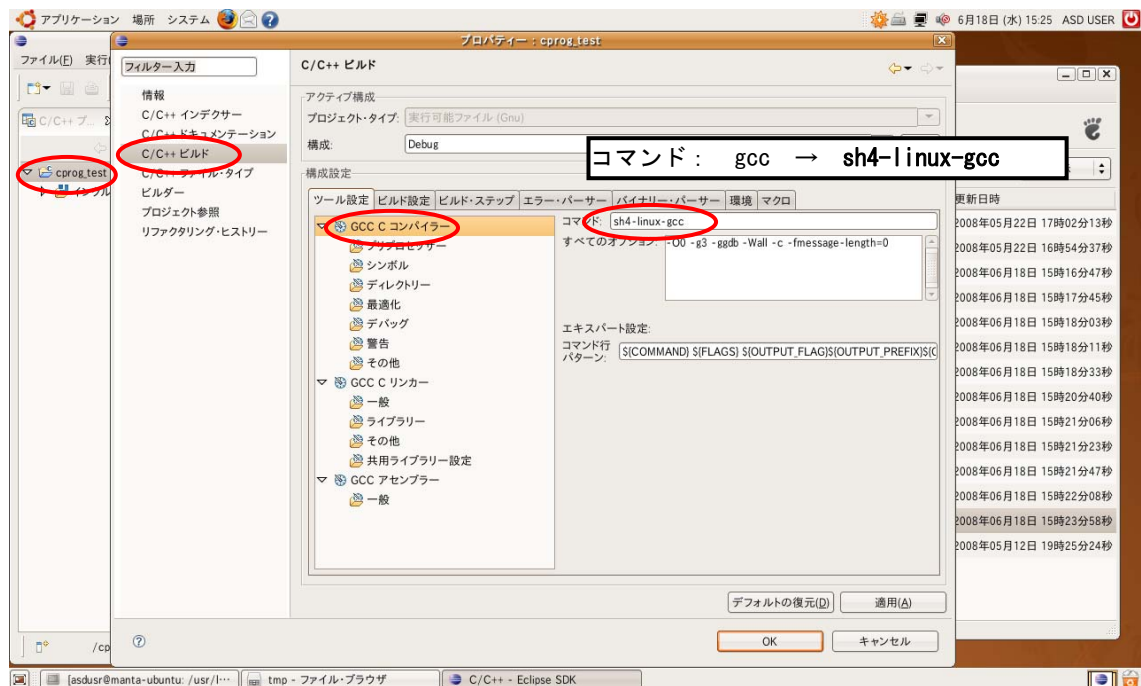 アプリケーション 場所 システム
6月18日 (水) 15:25 ASD USER
プロパティー : cprog_test
ファイル(F) 実行
C/C++ プ...
cprog_test
フィルター入力
情報
C/C++ インデクサー
C/C++ ドキュメンテーション
C/C++ ビルド
C/C++ ファイル・タイプ
ビルダー
プロジェクト参照
リファクタリング・ヒストリー
C/C++ ビルド
アクティブ構成
プロジェクト・タイプ: 実行可能ファイル (Gnu)
構成: Debug
コマンド: gcc → sh4-linux-gcc
構成設定
ツール設定 ビルド設定 ビルド・ステップ エラー・パーサー バイナリー・パーサー 環境 マクロ
GCC C コンパイラー
プリプロセッサー
シンボル
ディレクトリー
最適化
デバッグ
警告
その他
GCC C リンカー
一般
ライブラリー
その他
共用ライブラリー設定
GCC アセンブラー
一般
コマンド: sh4-linux-gcc
すべてのオプション: -O0 -g3 -ggdb -Wall -c -fmessage-length=0
エキスパート設定:
コマンド行
パターン: ${COMMAND} ${FLAGS} ${OUTPUT_FLAG}${OUTPUT_PREFIX}${
デフォルトの復元(D) 適用(A)
OK キャンセル
更新日時
2008年05月22日 17時02分13秒
2008年05月22日 16時54分37秒
2008年06月18日 15時16分47秒
2008年06月18日 15時17分45秒
2008年06月18日 15時18分03秒
2008年06月18日 15時18分11秒
2008年06月18日 15時18分33秒
2008年06月18日 15時20分40秒
2008年06月18日 15時21分06秒
2008年06月18日 15時21分23秒
2008年06月18日 15時21分47秒
2008年06月18日 15時22分08秒
2008年06月18日 15時23分58秒
2008年05月12日 19時25分24秒
/cp
[asdusr@manta-ubuntu: /usr/l… tmp - ファイル・ブラウザ C/C++ - Eclipse SDK